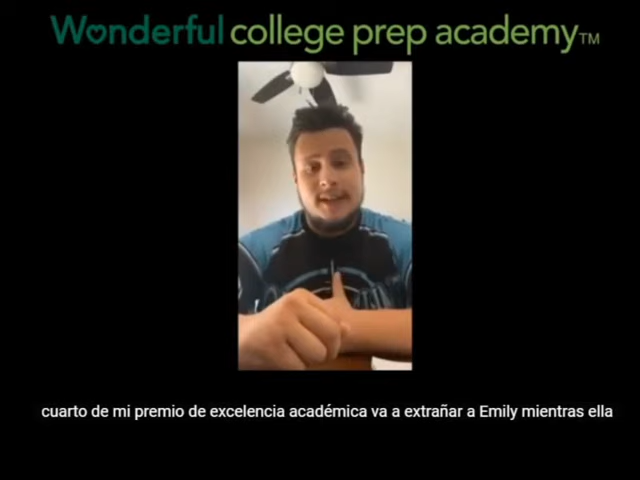 Wonderful college prep academy™
cuarto de mi premio de excelencia académica va a extrañar a Emily mientras ella